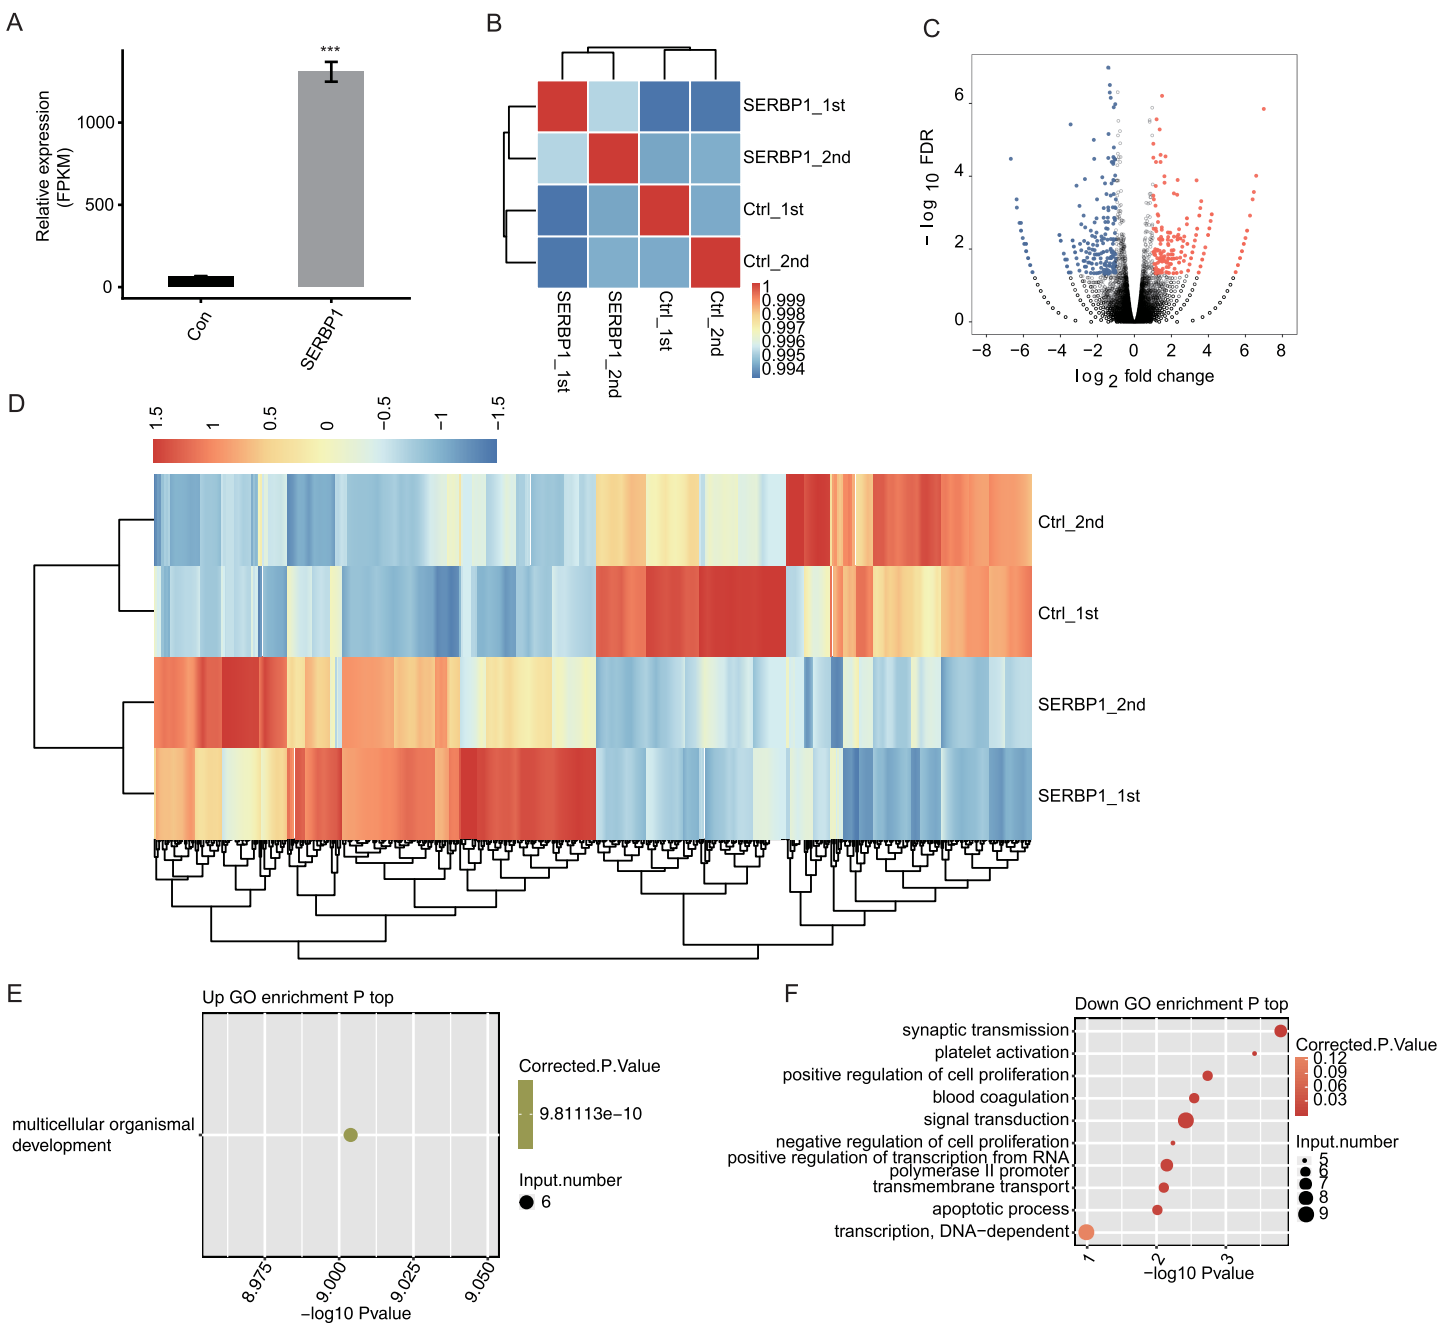 A
Relative expression
(FPKM)
1000
500
0
***
Con
SERBP1
B
SERBP1_1st
SERBP1_2nd
Ctrl_1st
Ctrl_2nd
SERBP1_1st
SERBP1_2nd
Ctrl_1st
Ctrl_2nd
1
0.999
0.998
0.997
0.996
0.995
0.994
C
− log 10 FDR
6
4
2
0
−8 −6 −4 −2 0 2 4 6 8
log 2 fold change
D
1.5 1 0.5 0 −0.5 −1 −1.5
Ctrl_2nd
Ctrl_1st
SERBP1_2nd
SERBP1_1st
E
Up GO enrichment P top
multicellular organismal
development
8.975 9.000 9.025 9.050
−log10 Pvalue
Corrected.P.Value
9.81113e−10
Input.number
6
F
Down GO enrichment P top
synaptic transmission
platelet activation
positive regulation of cell proliferation
blood coagulation
signal transduction
negative regulation of cell proliferation
positive regulation of transcription from RNA
polymerase II promoter
transmembrane transport
apoptotic process
transcription, DNA−dependent
1 2 3
−log10 Pvalue
Corrected.P.Value
0.12
0.09
0.06
0.03
Input.number
5
6
7
8
9